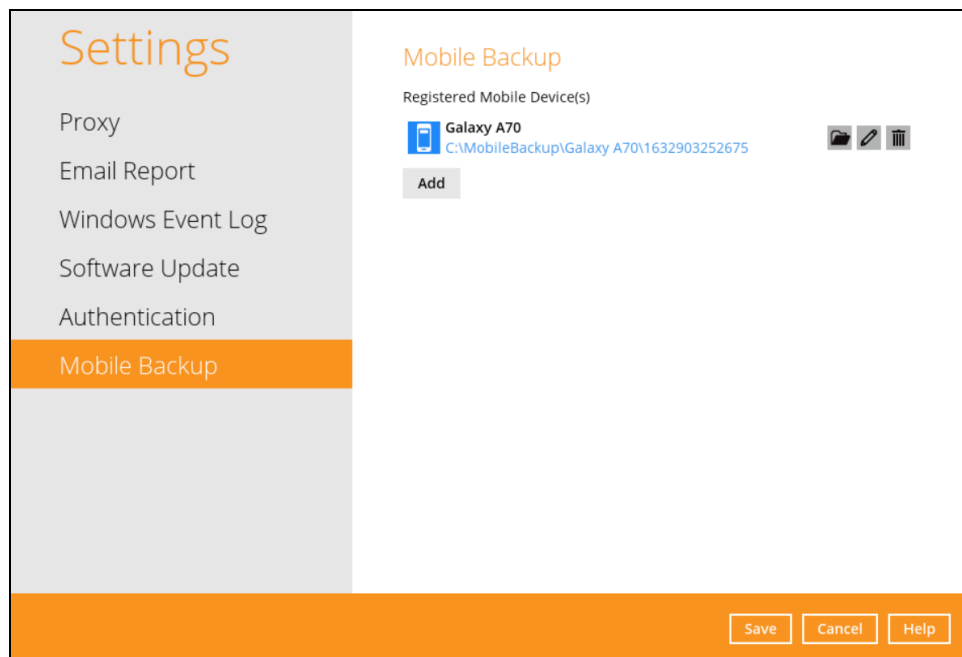 Settings
Proxy
Email Report
Windows Event Log
Software Update
Authentication
Mobile Backup
Mobile Backup
Registered Mobile Device(s)
Galaxy A70
C:\MobileBackup\Galaxy A70\1632903252675
Add
Save
Cancel
Help